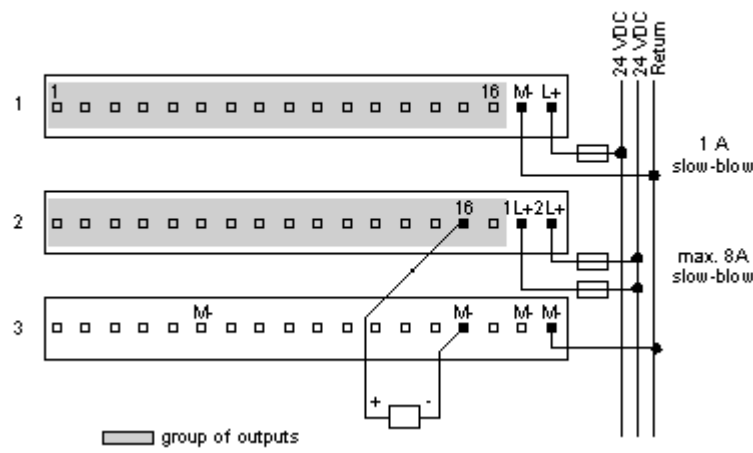 24 VDC
24 VDC
Return
1
1
16
M-
L+
1 A
slow-blow
2
16
1L+
2L+
max. 8A
slow-blow
3
M-
M-
M-
M-
+
-
group of outputs